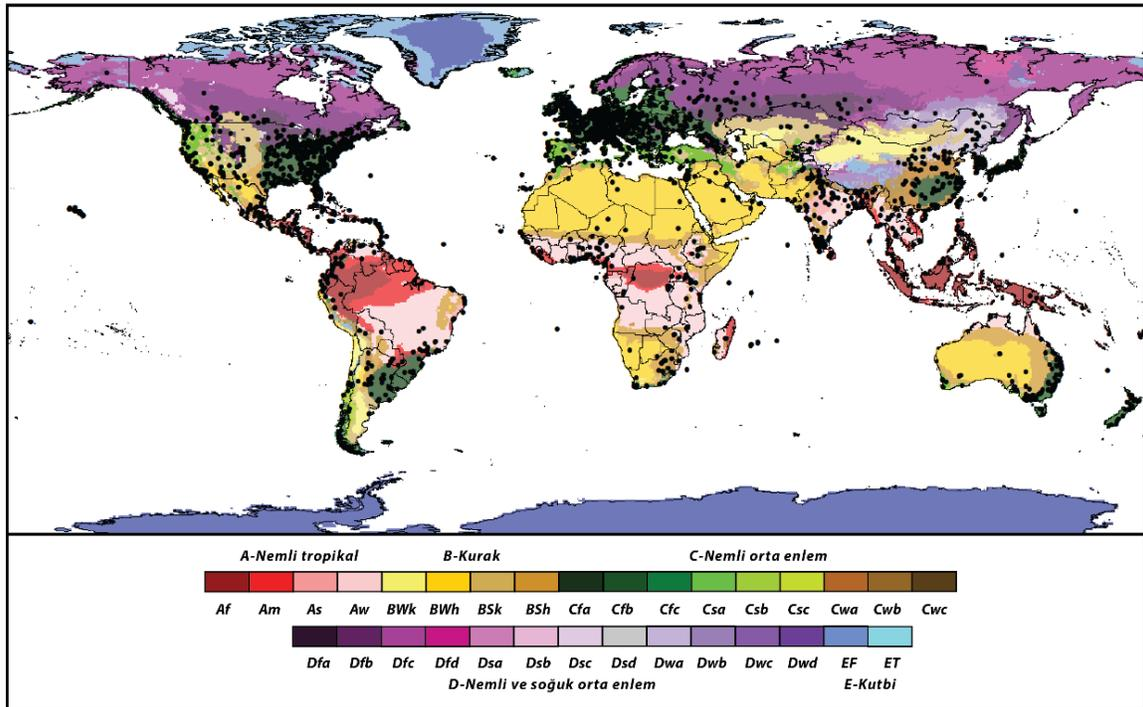 A-Nemli tropikal B-Kurak C-Nemli orta enlem
Af Am As Aw BWk BWh BSk BSh Cfa Cfb Cfc Csa Csb Csc Cwa Cwb Cwc
Dfa Dfb Dfc Dfd Dsa Dsb Dsc Dsd Dwa Dwb Dwc Dwd EF ET
D-Nemli ve soğuk orta enlem E-Kutbi